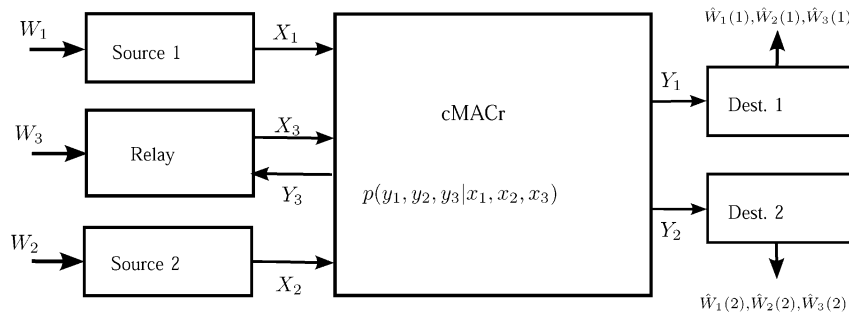 Ŵ₁(1),Ŵ₂(1),Ŵ₃(1)
W₁
Source 1
X₁
Y₁
Dest. 1
cMACr
W₃
Relay
X₃
Y₃
p(y₁, y₂, y₃|x₁, x₂, x₃)
Y₂
Dest. 2
W₂
Source 2
X₂
Ŵ₁(2),Ŵ₂(2),Ŵ₃(2)